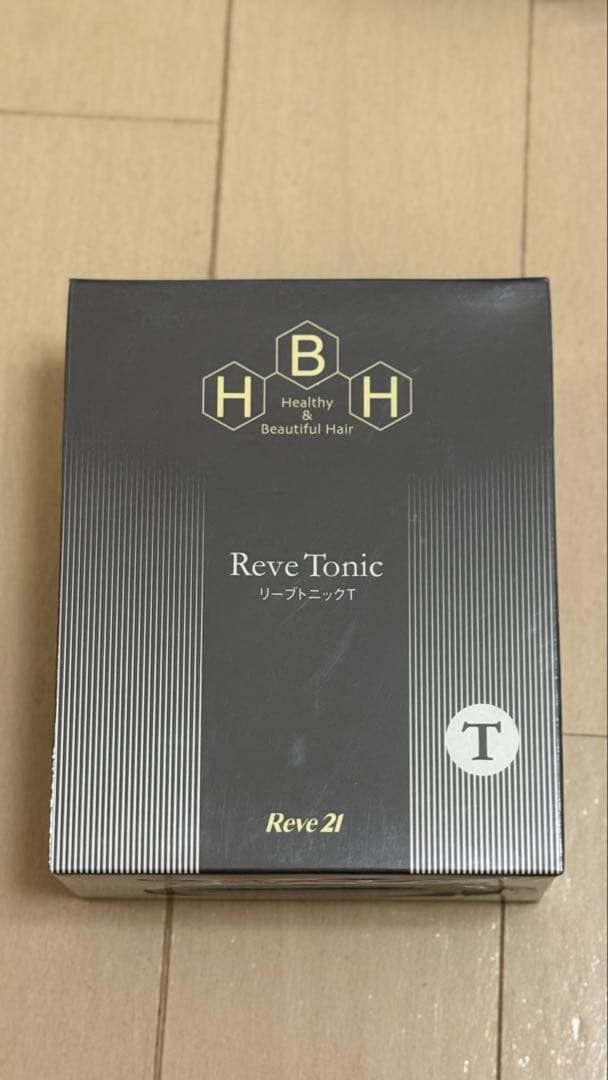 B
H H
Healthy
&
Beautiful Hair
Reve Tonic
リーブトニックT
T
Reve 21